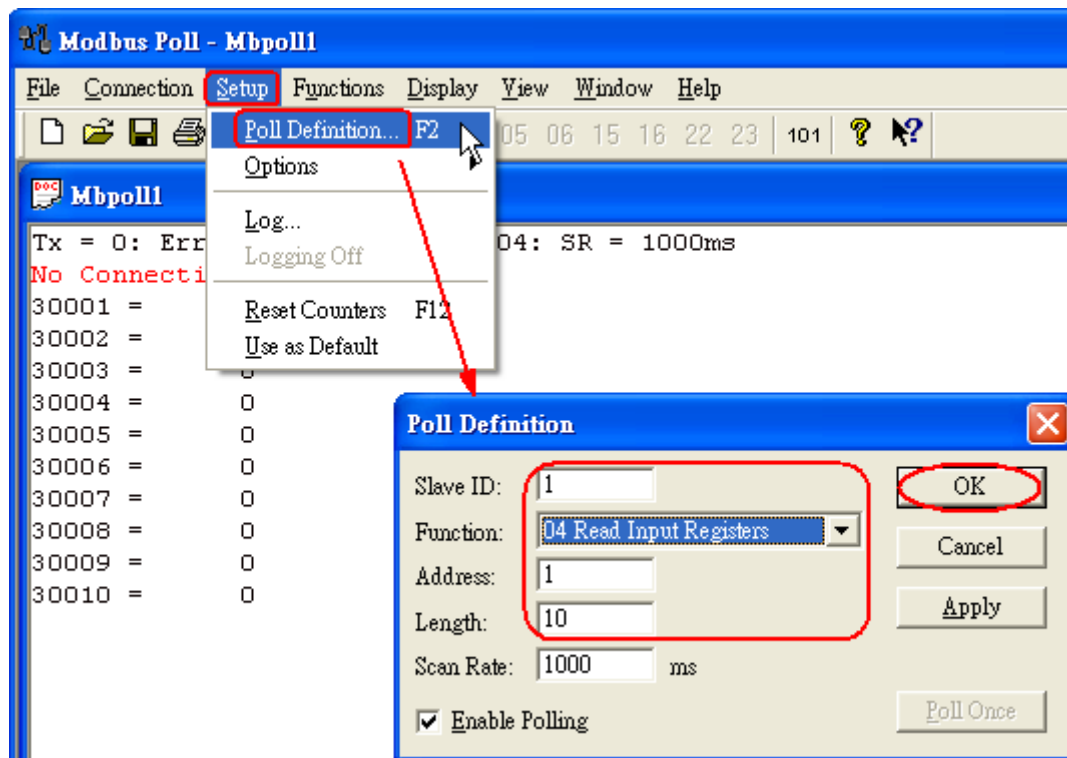 Modbus Poll - Mbpoll1
File Connection Setup Functions Display View Window Help
05 06 15 16 22 23 101
Poll Definition... F2
Options
Log...
Logging Off
Reset Counters F12
Use as Default
Mbpoll1
Tx = 0: Err 04: SR = 1000ms
No Connecti
30001 =
30002 =
30003 = 0
30004 = 0
30005 = 0
30006 = 0
30007 = 0
30008 = 0
30009 = 0
30010 = 0
Poll Definition
Slave ID: 1
OK
Function: 04 Read Input Registers
Cancel
Address: 1
Apply
Length: 10
Scan Rate: 1000 ms
Enable Polling
Poll Once